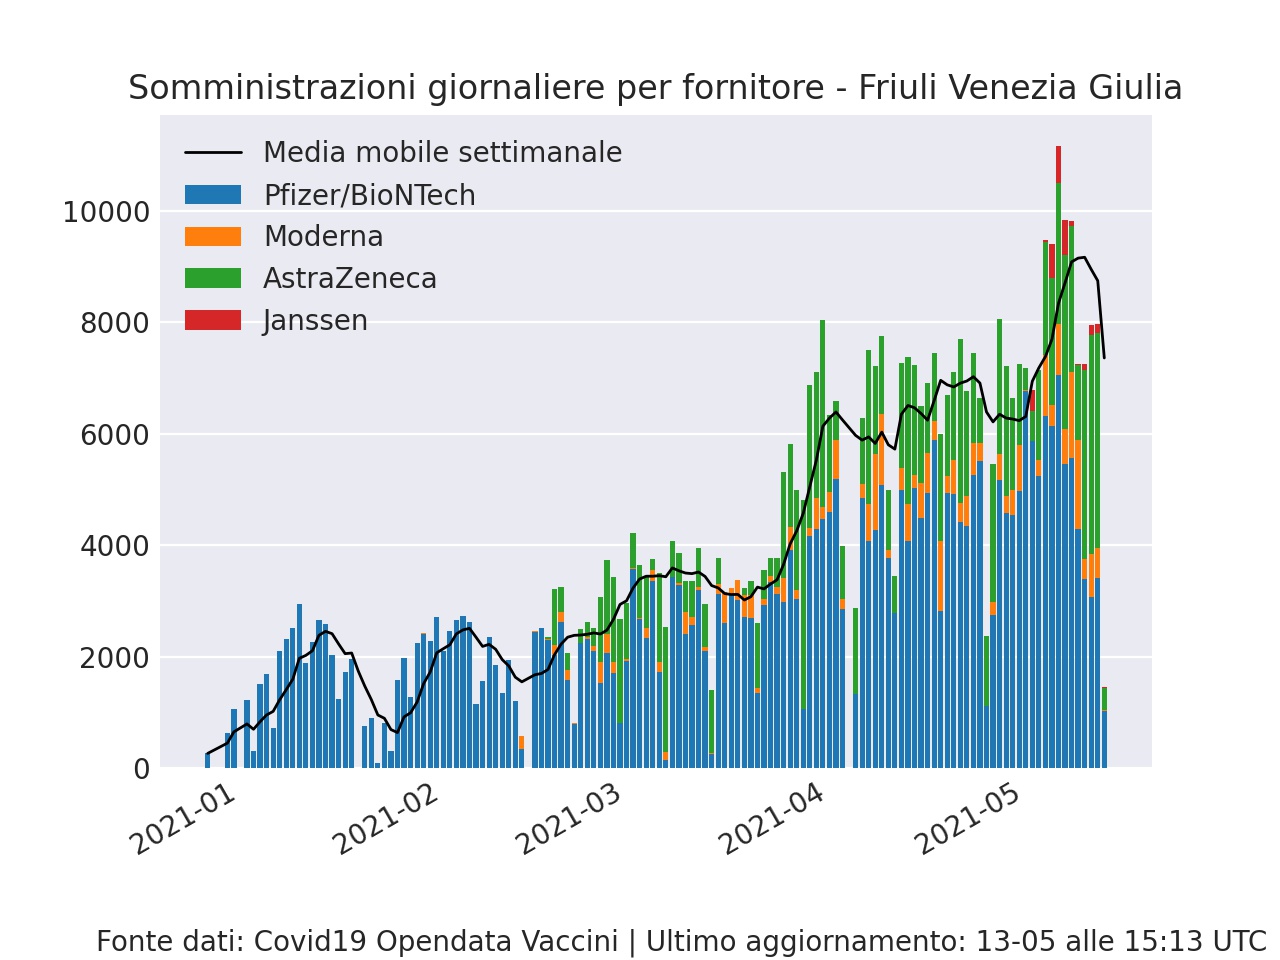 Somministrazioni giornaliere per fornitore - Friuli Venezia Giulia
Media mobile settimanale
Pfizer/BioNTech
Moderna
AstraZeneca
Janssen
10000
8000
6000
4000
2000
0
2021-01
2021-02
2021-03
2021-04
2021-05
Fonte dati: Covid19 Opendata Vaccini | Ultimo aggiornamento: 13-05 alle 15:13 UTC